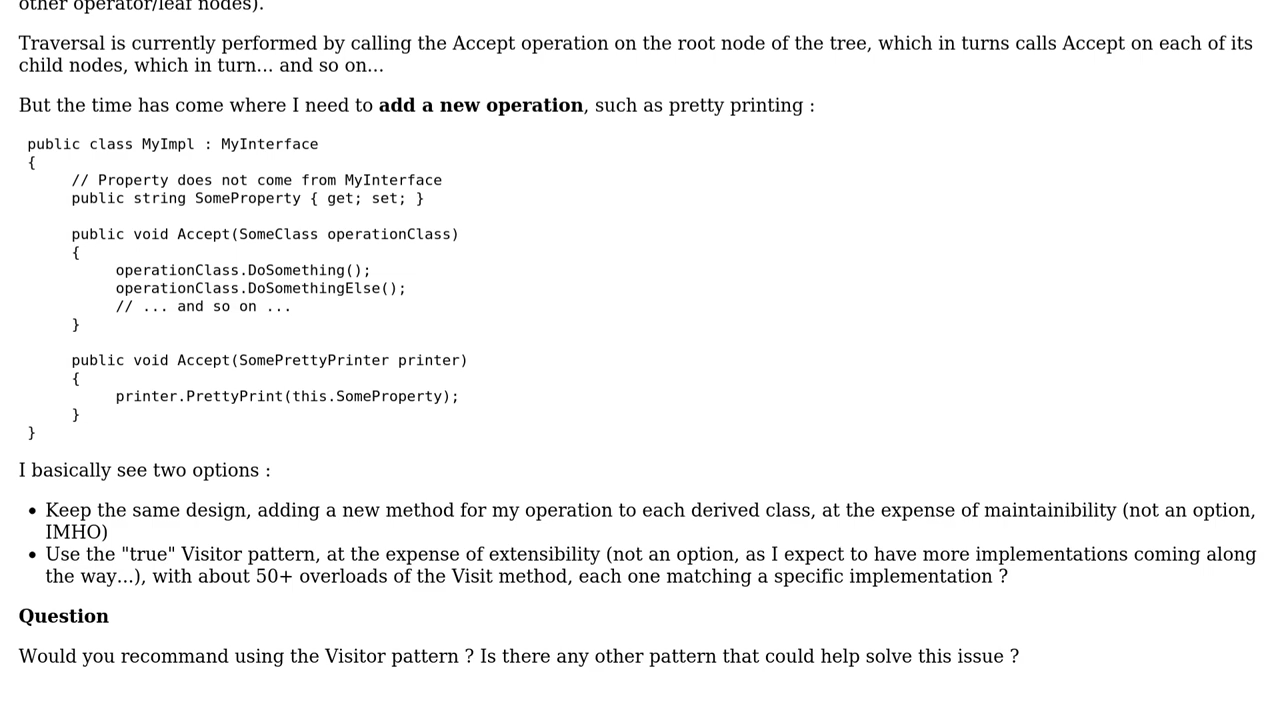 other operator/leaf nodes).
Traversal is currently performed by calling the Accept operation on the root node of the tree, which in turns calls Accept on each of its
child nodes, which in turn... and so on...
But the time has come where I need to add a new operation, such as pretty printing :
public class MyImpl : MyInterface
{
// Property does not come from MyInterface
public string SomeProperty { get; set; }
public void Accept(SomeClass operationClass)
{
operationClass.DoSomething();
operationClass.DoSomethingElse();
// ... and so on ...
}
public void Accept(SomePrettyPrinter printer)
{
printer.PrettyPrint(this.SomeProperty);
}
}
I basically see two options :
• Keep the same design, adding a new method for my operation to each derived class, at the expense of maintainibility (not an option,
IMHO)
• Use the "true" Visitor pattern, at the expense of extensibility (not an option, as I expect to have more implementations coming along
the way...), with about 50+ overloads of the Visit method, each one matching a specific implementation ?
Question
Would you recommand using the Visitor pattern ? Is there any other pattern that could help solve this issue ?